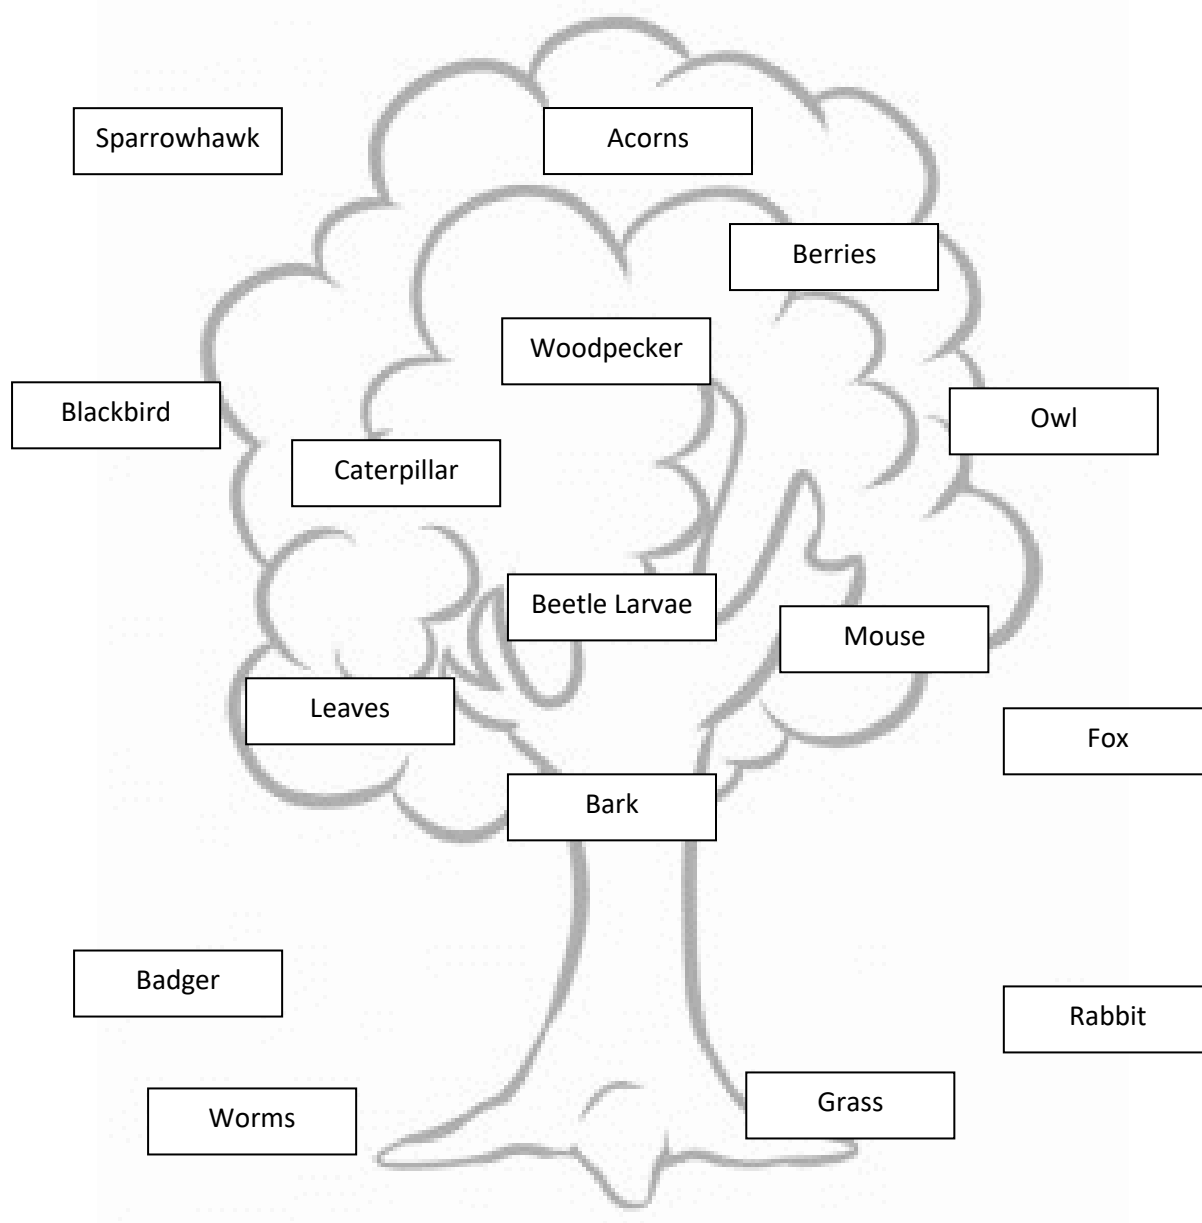 Sparrowhawk
Acorns
Berries
Woodpecker
Blackbird
Owl
Caterpillar
Beetle Larvae
Mouse
Leaves
Fox
Bark
Badger
Rabbit
Worms
Grass